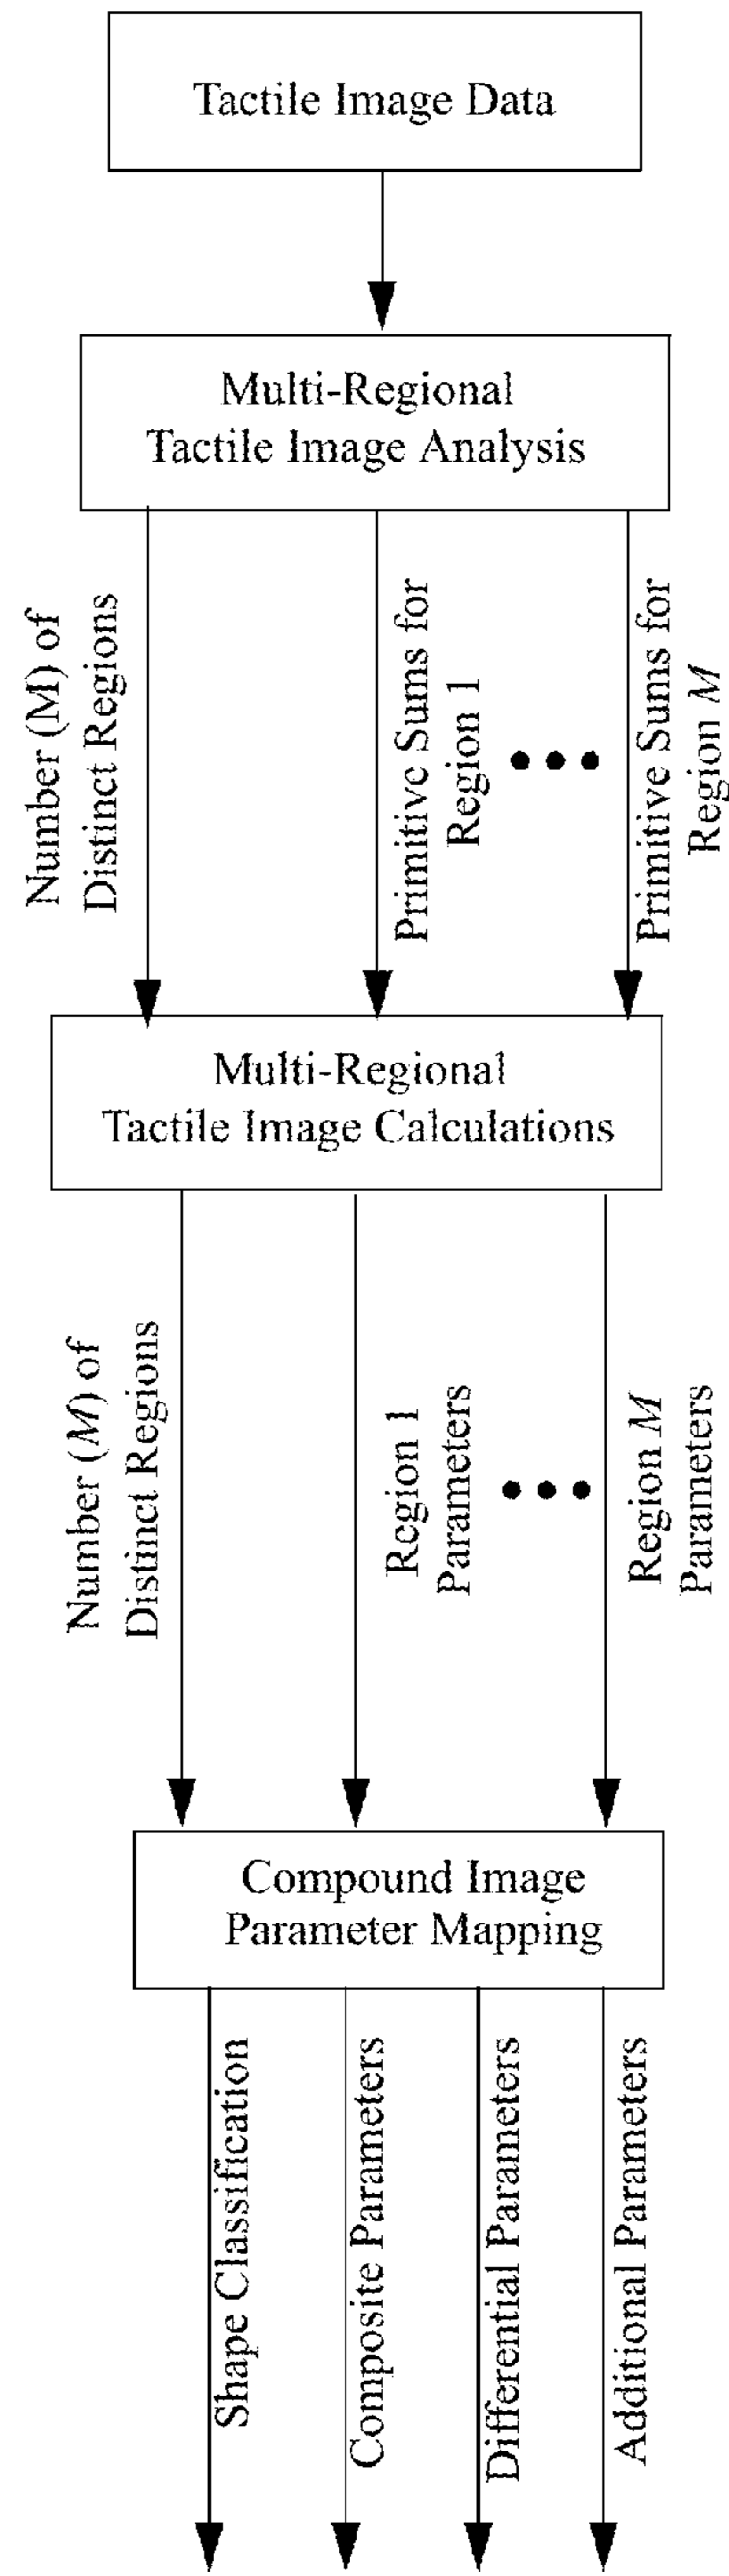 Tactile Image Data
Multi-Regional
Tactile Image Analysis
Number (M) of
Distinct Regions
Primitive Sums for
Region 1
Primitive Sums for
Region M
Multi-Regional
Tactile Image Calculations
Number (M) of
Distinct Regions
Region 1
Parameters
Region M
Parameters
Compound Image
Parameter Mapping
Shape Classification
Composite Parameters
Differential Parameters
Additional Parameters